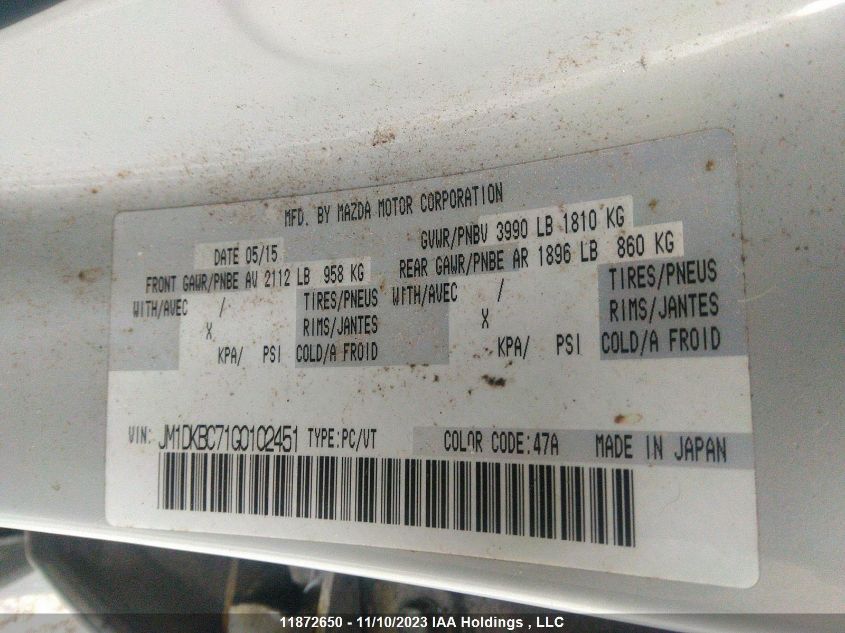 MFD. BY MAZDA MOTOR CORPORATION
DATE 05/15 GVWR/PNBV 3990 LB 1810 KG
FRONT GAWR/PNBE AV 2112 LB 958 KG REAR GAWR/PNBE AR 1896 LB 860 KG
WITH/AVEC / TIRES/PNEUS WITH/AVEC / TIRES/PNEUS
X RIMS/JANTES X RIMS/JANTES
KPA/ PSI COLD/A FROID KPA/ PSI COLD/A FROID
VIN: JM1DKBC71G0102451 TYPE:PC/VT COLOR CODE:47A MADE IN JAPAN
11872650 - 11/10/2023 IAA Holdings , LLC